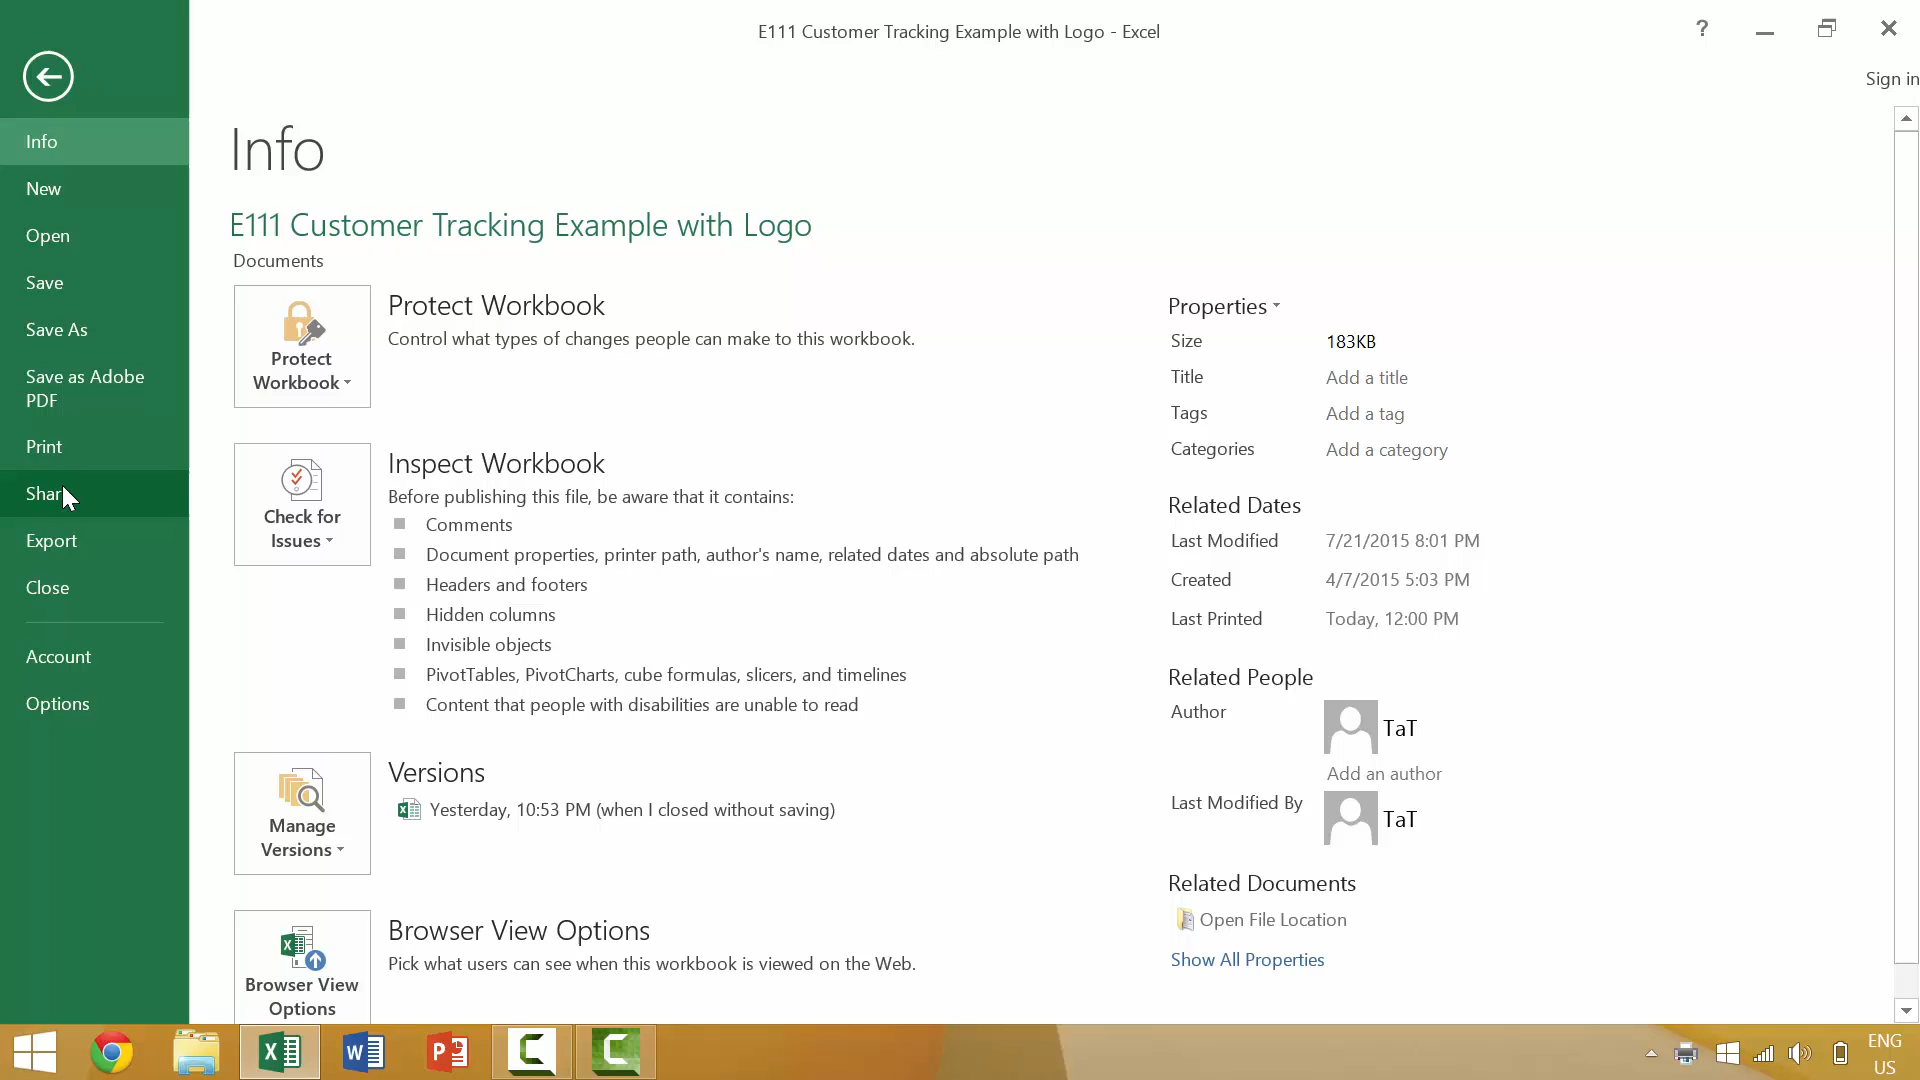 E111 Customer Tracking Example with Logo - Excel
?
Sign in
Info
New
Open
Save
Save As
Save as Adobe
PDF
Print
Export
Close
Account
Options
Info
E111 Customer Tracking Example with Logo
Documents
Protect
Workbook
Protect Workbook
Control what types of changes people can make to this workbook.
Check for
Issues
Inspect Workbook
Before publishing this file, be aware that it contains:
Comments
Document properties, printer path, author's name, related dates and absolute path
Headers and footers
Hidden columns
Invisible objects
PivotTables, PivotCharts, cube formulas, slicers, and timelines
Content that people with disabilities are unable to read
Manage
Versions
Versions
Yesterday, 10:53 PM (when I closed without saving)
Browser View
Options
Browser View Options
Pick what users can see when this workbook is viewed on the Web.
Properties
Size 183KB
Title Add a title
Tags Add a tag
Categories Add a category
Related Dates
Last Modified 7/21/2015 8:01 PM
Created 4/7/2015 5:03 PM
Last Printed Today, 12:00 PM
Related People
Author TaT
Add an author
Last Modified By TaT
Related Documents
Open File Location
Show All Properties
ENG
US